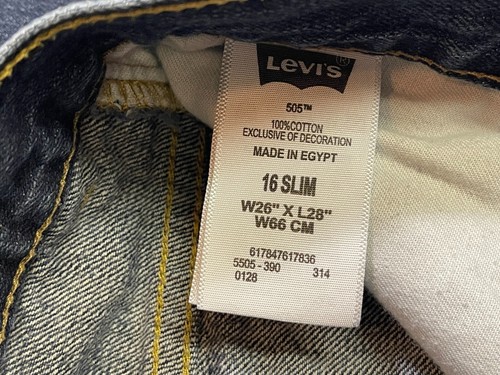 Levi's®
505™
100%COTTON
EXCLUSIVE OF DECORATION
MADE IN EGYPT
16 SLIM
W26" X L28"
W66 CM
617847617836
5505 - 390
0128 314